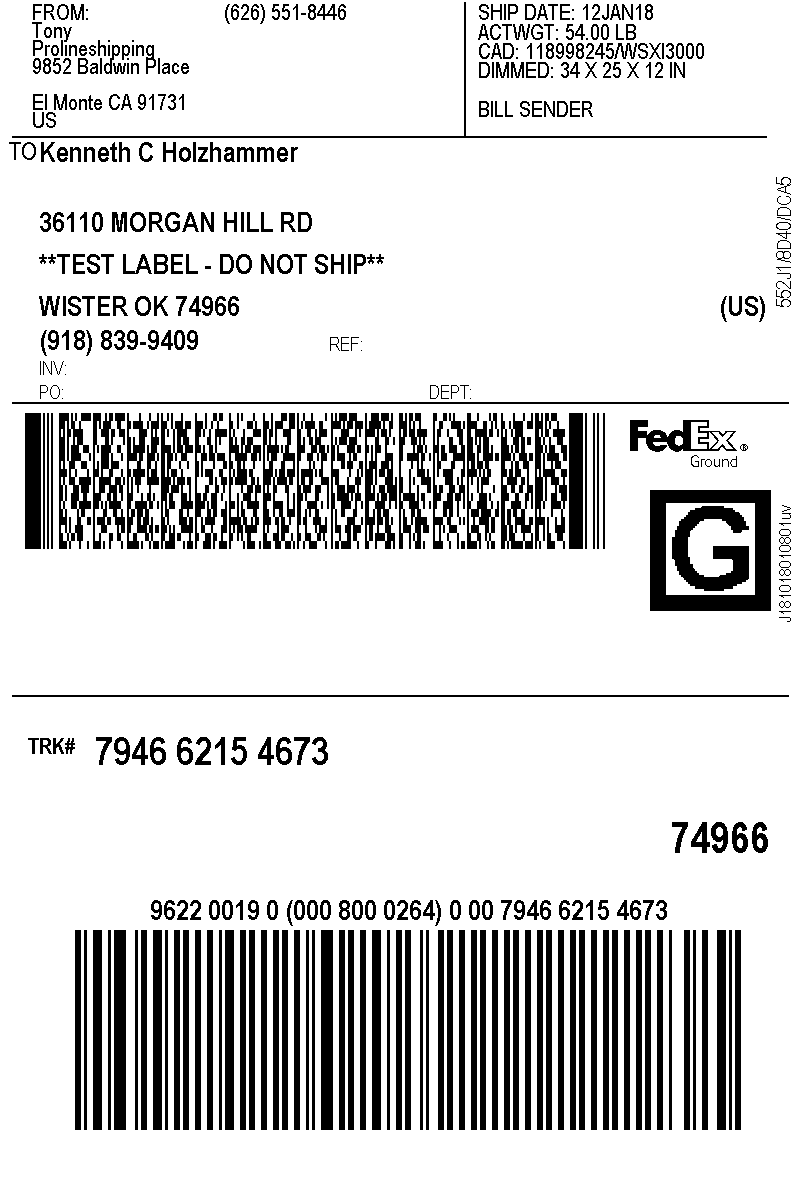 FROM: (626) 551-8446
Tony
Prolineshipping
9852 Baldwin Place
El Monte CA 91731
US
SHIP DATE: 12JAN18
ACTWGT: 54.00 LB
CAD: 118998245/WSXI3000
DIMMED: 34 X 25 X 12 IN
BILL SENDER
TO Kenneth C Holzhammer
36110 MORGAN HILL RD
**TEST LABEL - DO NOT SHIP**
WISTER OK 74966 (US)
(918) 839-9409 REF:
INV:
PO: DEPT:
552J1/8D40/DCA5
FedEx®
Ground
G
J181018010801uv
TRK# 7946 6215 4673
74966
9622 0019 0 (000 800 0264) 0 00 7946 6215 4673